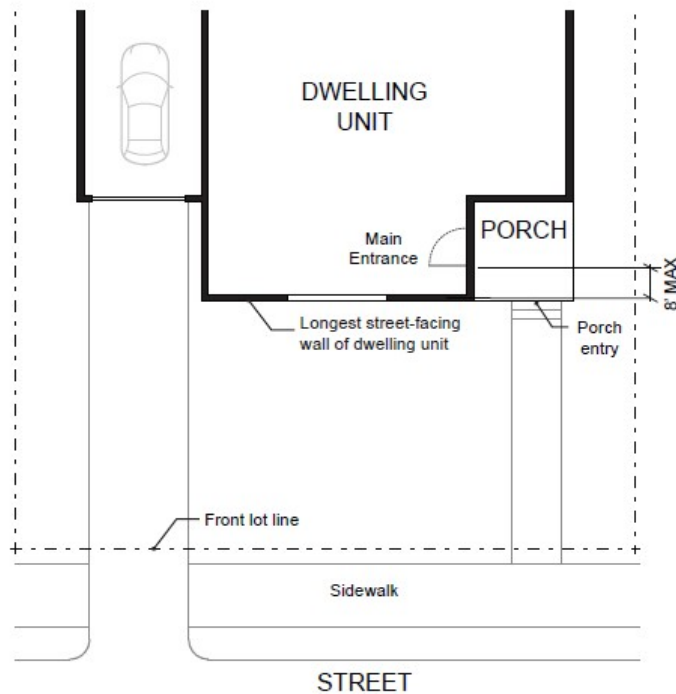 DWELLING
UNIT
Main
Entrance
PORCH
8' MAX
Longest street-facing
wall of dwelling unit
Porch
entry
Front lot line
Sidewalk
STREET